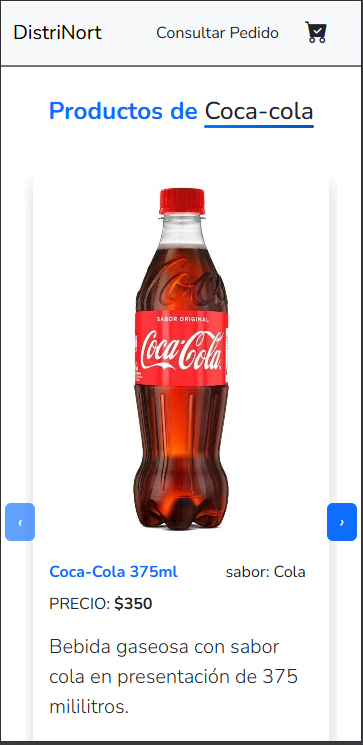 DistriNort Consultar Pedido
Productos de Coca-cola
SABOR ORIGINAL
Coca-Cola
‹ ›
Coca-Cola 375ml sabor: Cola
PRECIO: $350
Bebida gaseosa con sabor
cola en presentación de 375
mililitros.